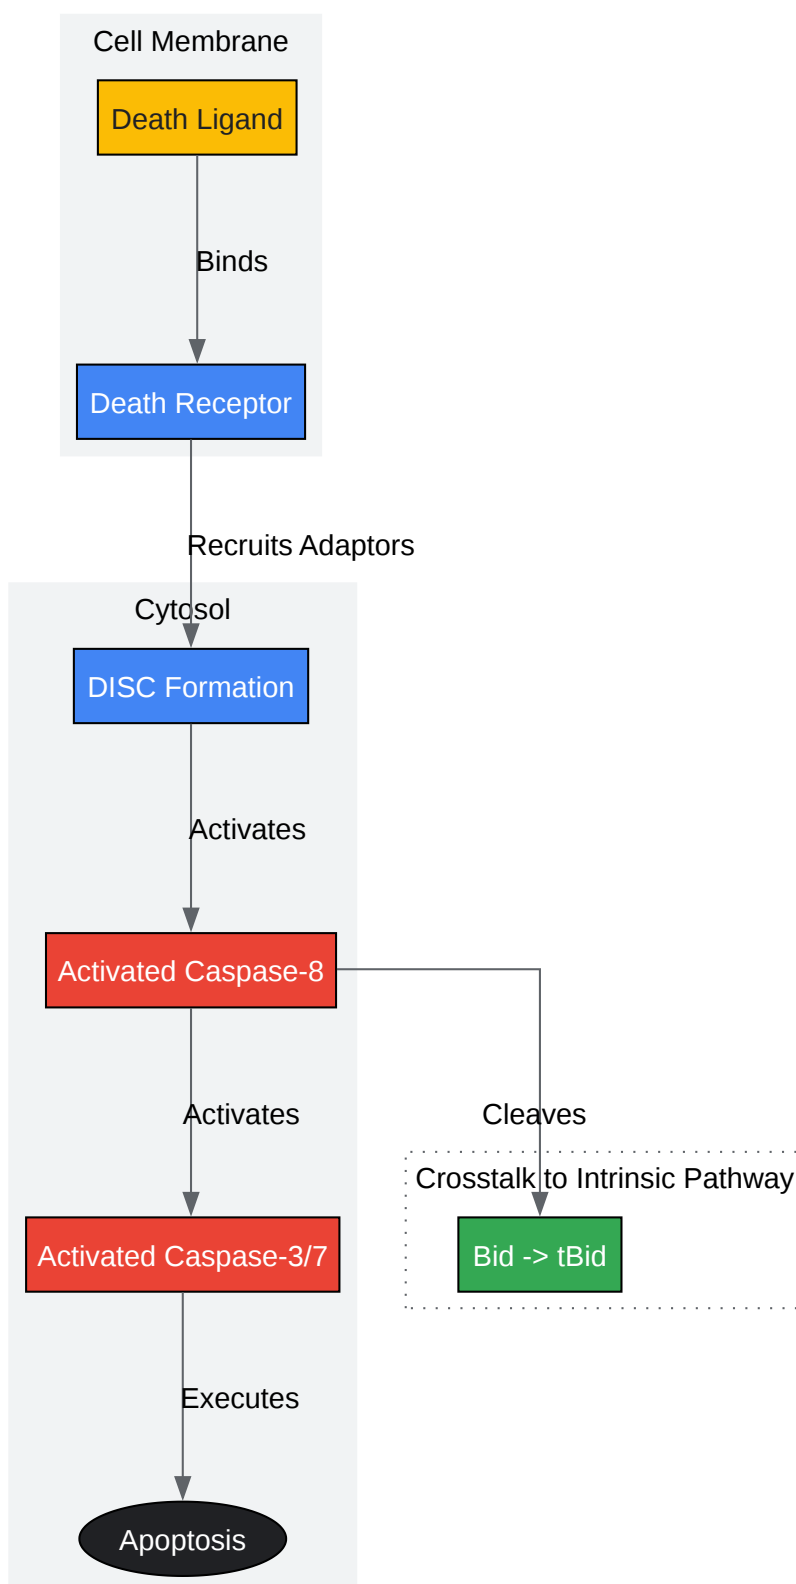 Cell Membrane
Death Ligand
Binds
Death Receptor
Recruits Adaptors
Cytosol
DISC Formation
Activates
Activated Caspase-8
Activates
Cleaves
Crosstalk to Intrinsic Pathway
Activated Caspase-3/7
Bid -> tBid
Executes
Apoptosis